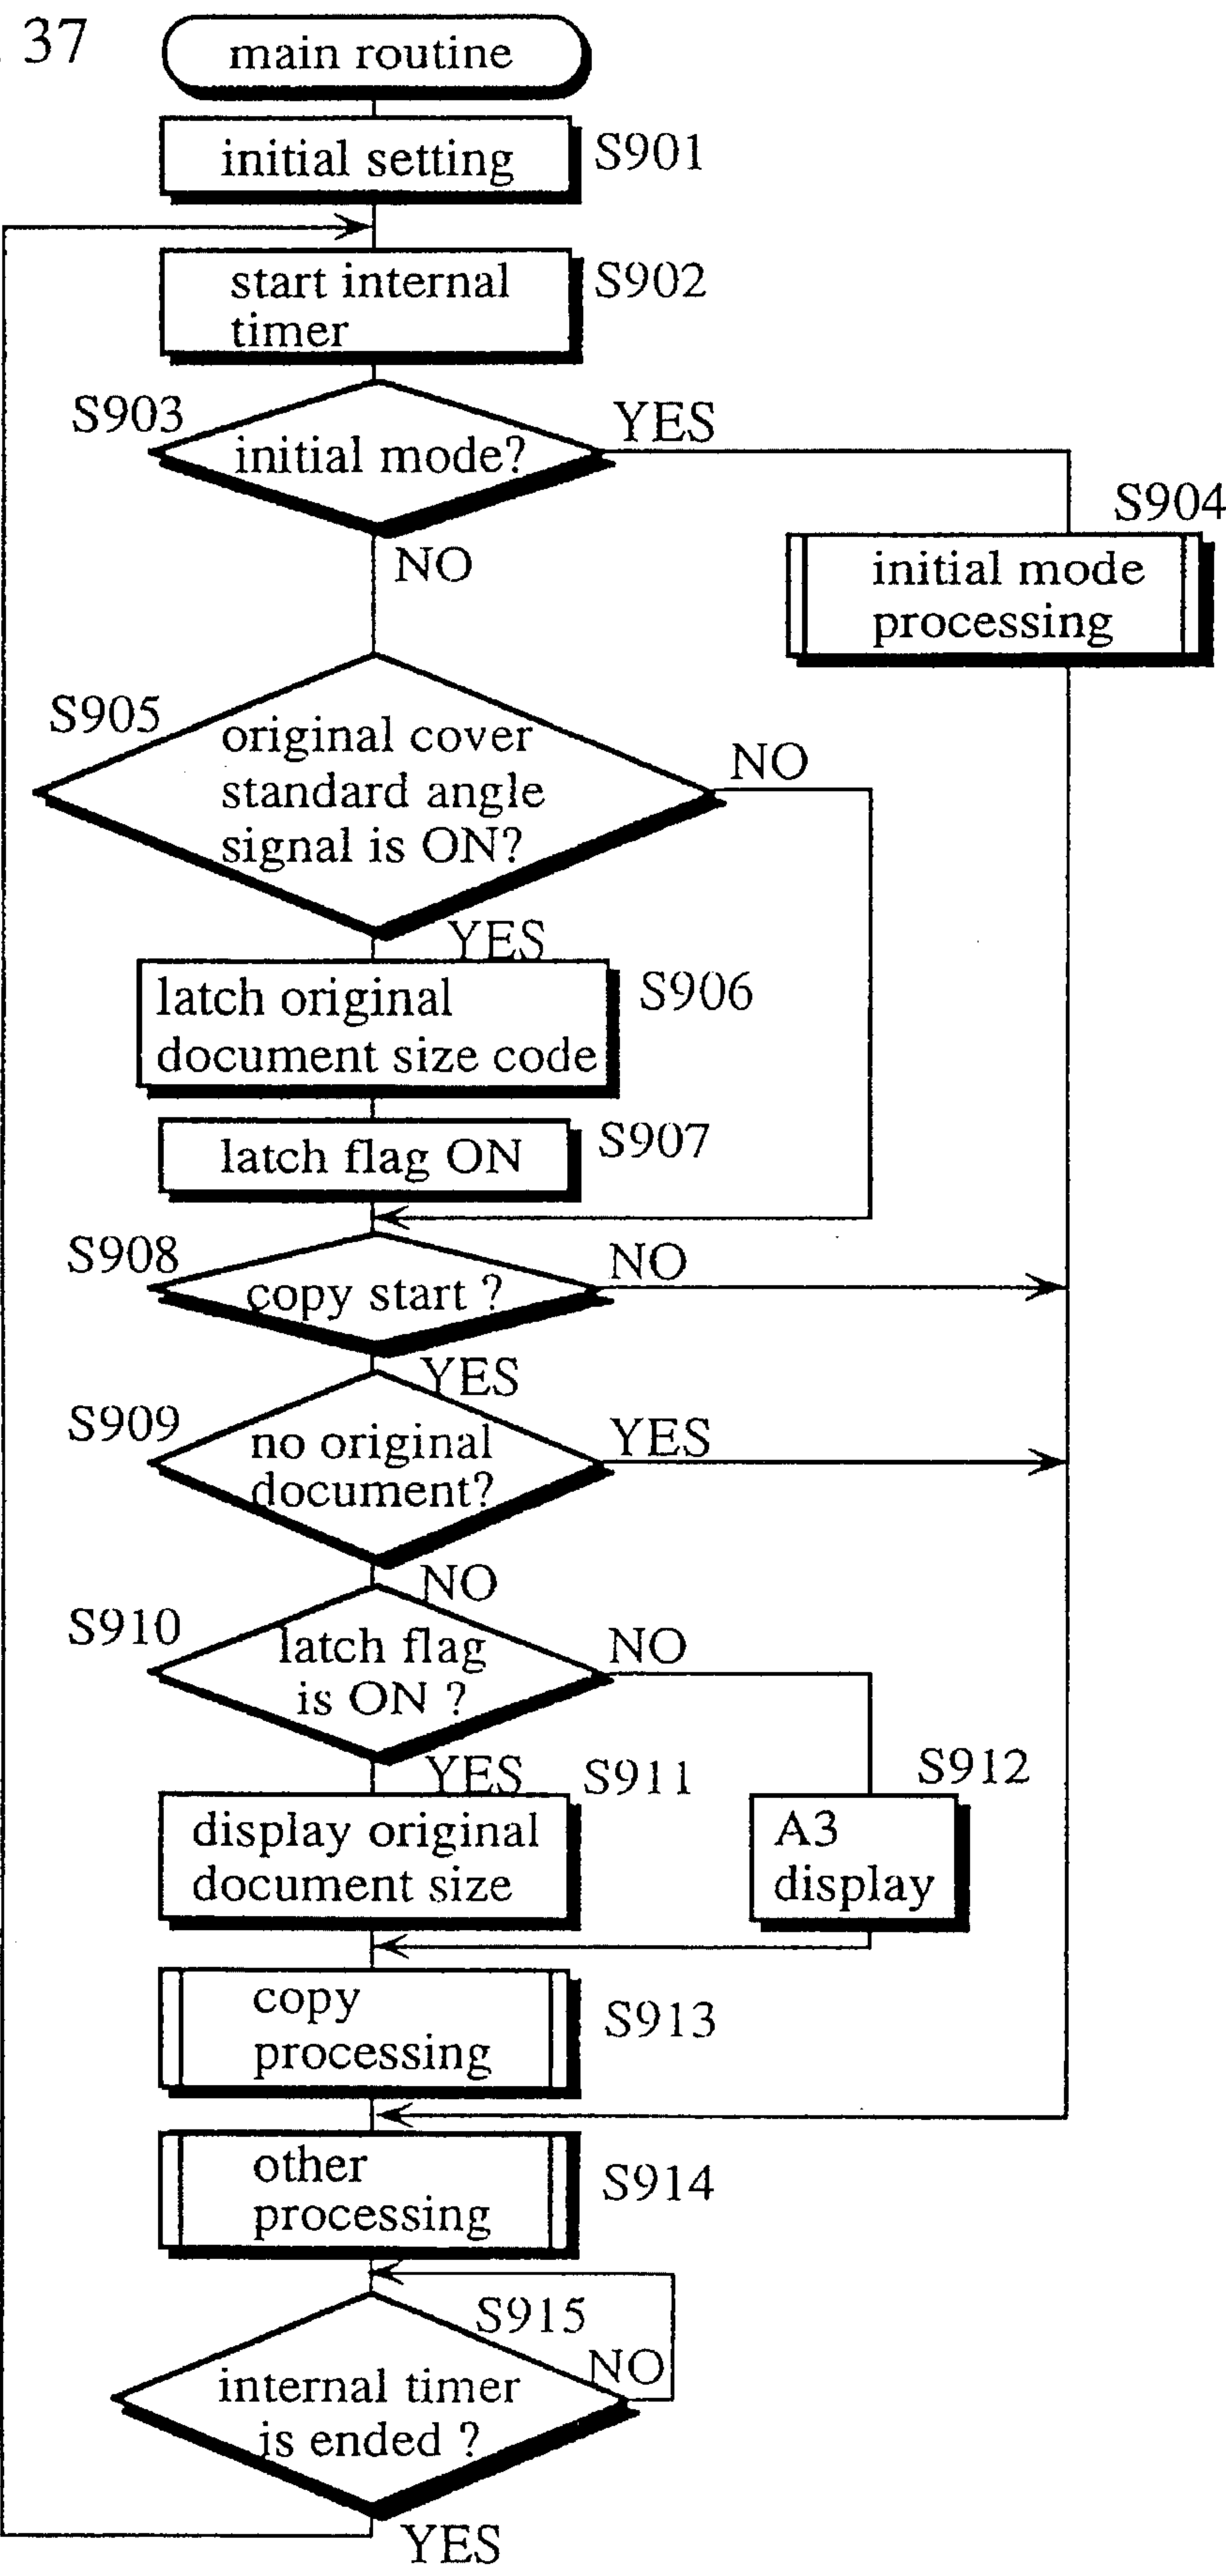 . 37
main routine
initial setting
S901
start internal
timer
S902
S903
initial mode?
YES
NO
S904
initial mode
processing
S905
original cover
standard angle
signal is ON?
NO
YES
latch original
document size code
S906
latch flag ON
S907
S908
copy start ?
NO
YES
S909
no original
document?
YES
NO
S910
latch flag
is ON ?
NO
YES
S911
display original
document size
S912
A3
display
copy
processing
S913
other
processing
S914
S915
internal timer
is ended ?
NO
YES